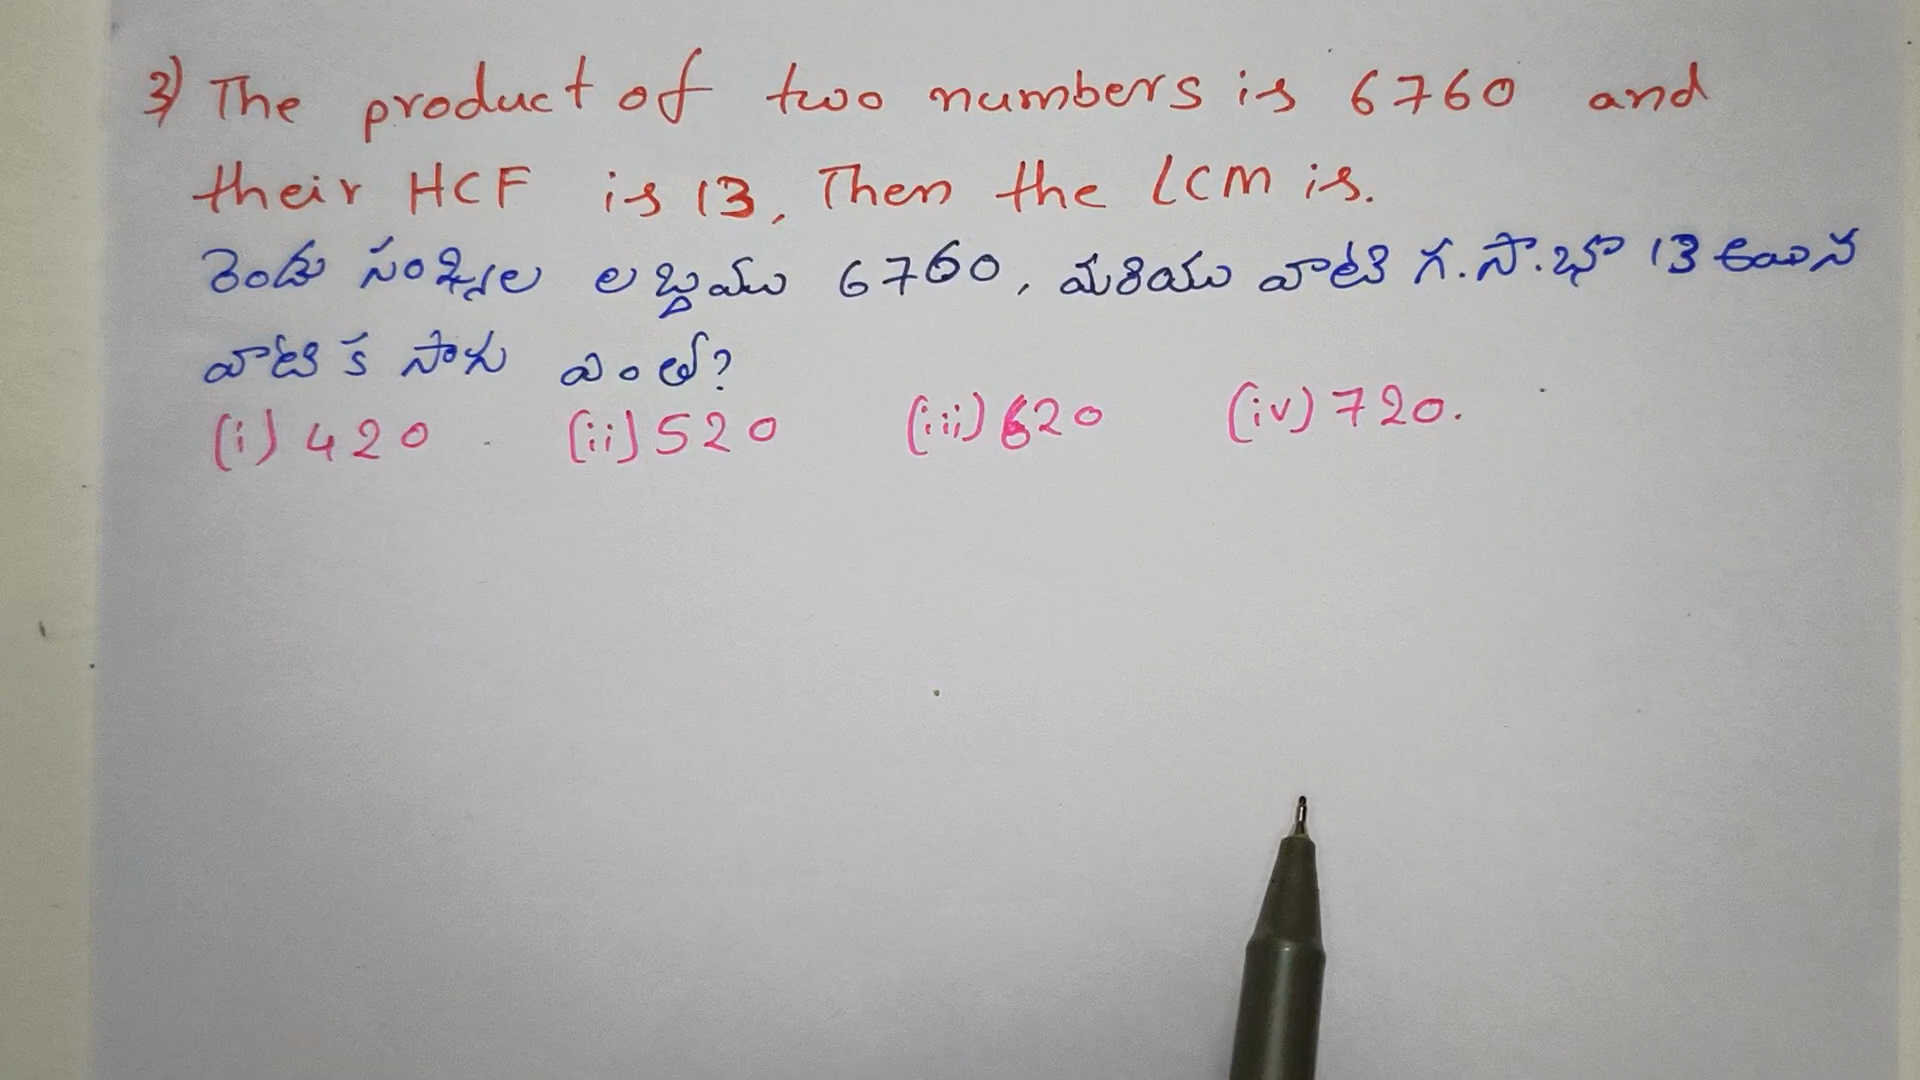 3) The product of two numbers is 6760 and
their HCF is 13, Then the LCM is.
రెండు సంఖ్యల లబ్దము 6760, మరియు వాటి గ.సా.భా 13 అయిన
వాటి క సాగు ఎంత?
(i) 420 (ii) 520 (iii) 620 (iv) 720.